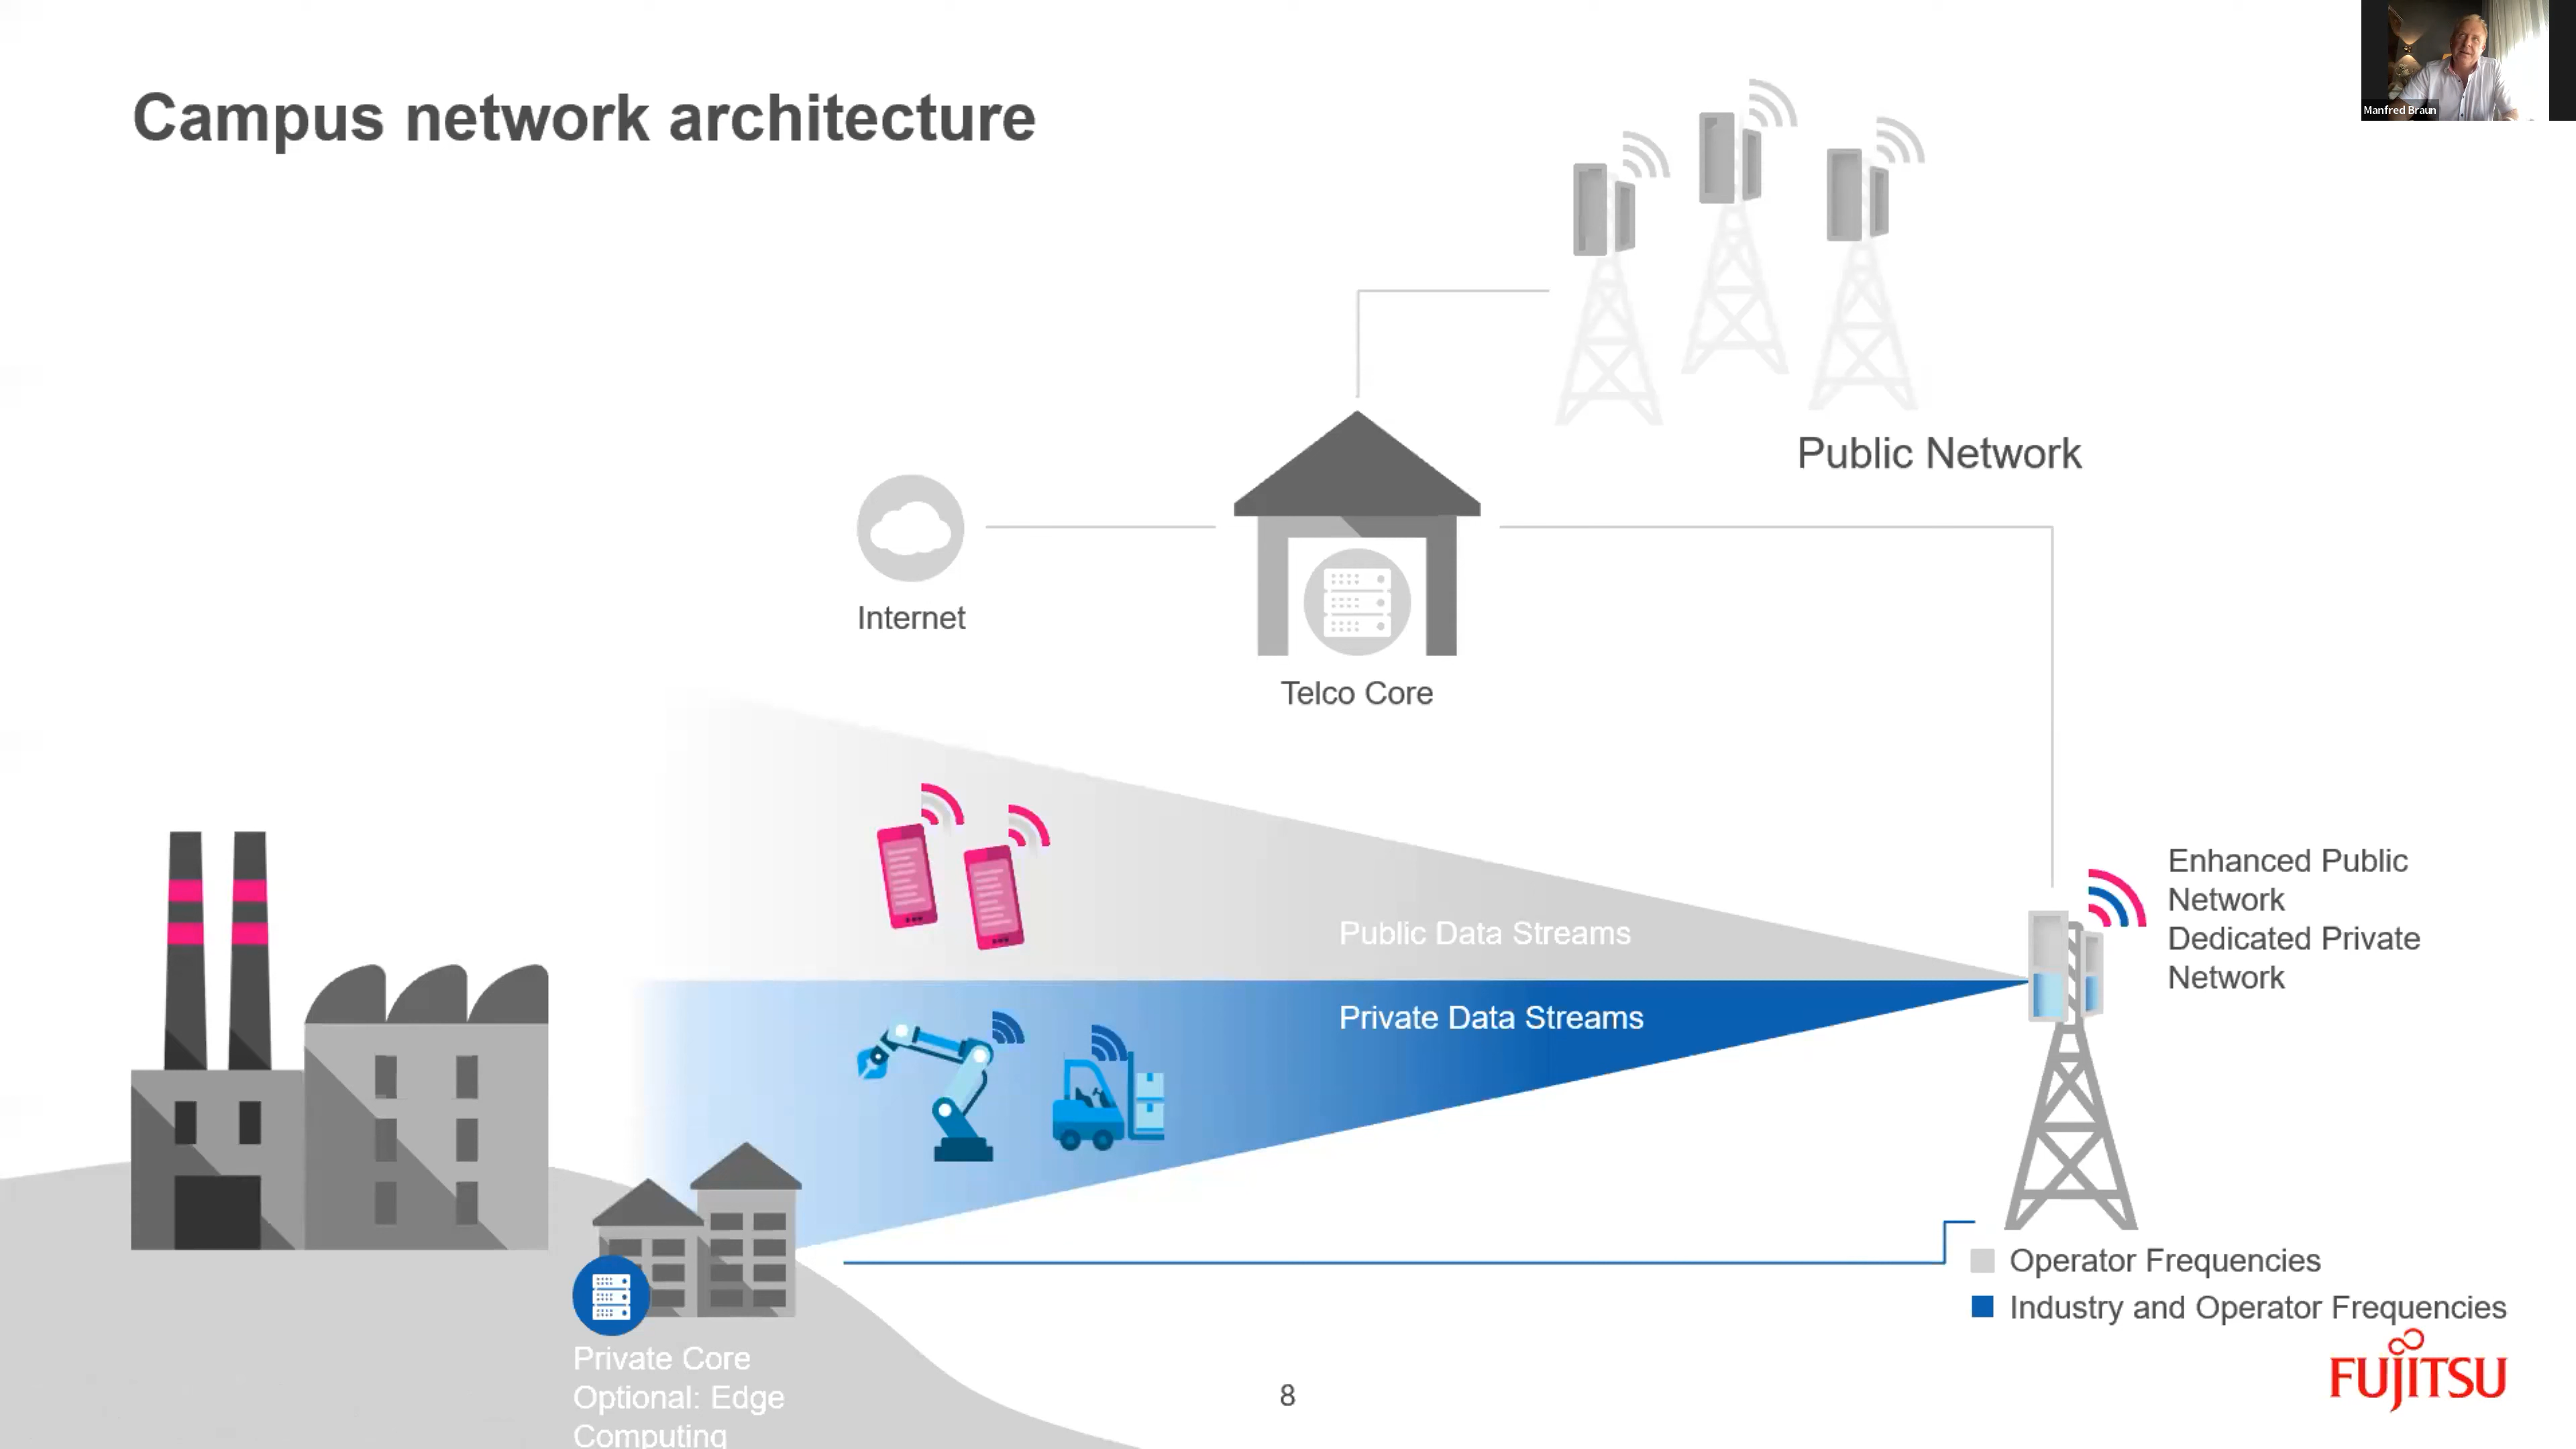 Manfred Braun
Campus network architecture
Public Network
Internet
Telco Core
Public Data Streams
Private Data Streams
Enhanced Public
Network
Dedicated Private
Network
Operator Frequencies
Industry and Operator Frequencies
Private Core
Optional: Edge
Computing
8
FUJITSU